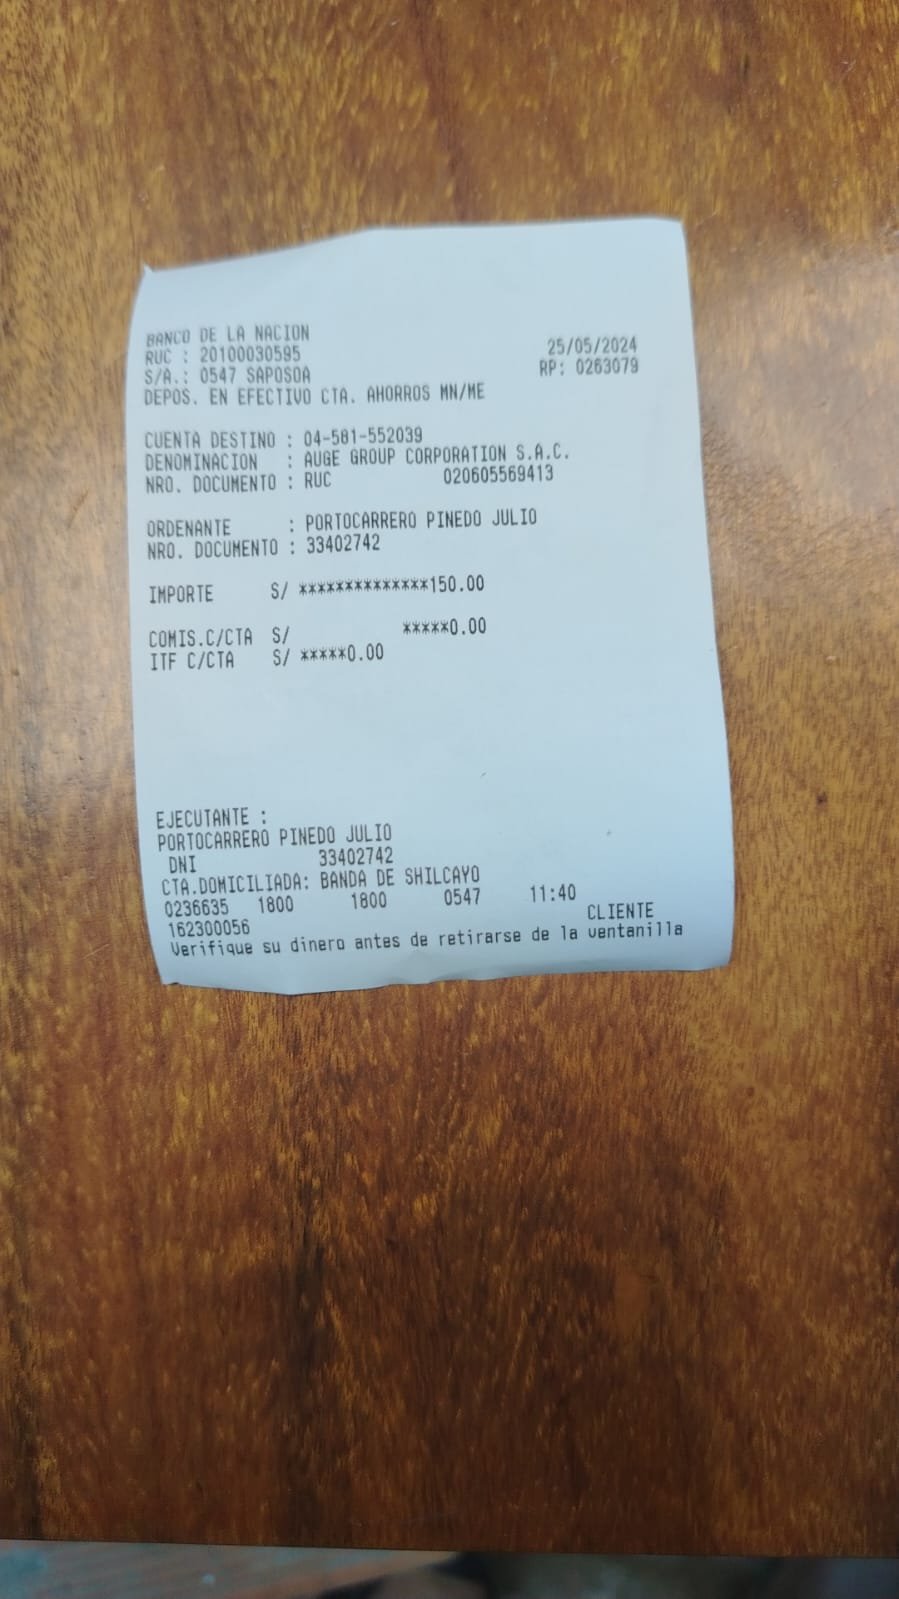 BANCO DE LA NACION
RUC : 20100030595 25/05/2024
S/A.: 0547 SAPOSOA RP: 0263079
DEPOS. EN EFECTIVO CTA. AHORROS MN/ME
CUENTA DESTINO : 04-581-552039
DENOMINACION : AUGE GROUP CORPORATION S.A.C.
NRO. DOCUMENTO : RUC 020605569413
ORDENANTE : PORTOCARRERO PINEDO JULIO
NRO. DOCUMENTO : 33402742
IMPORTE S/ **************150.00
COMIS.C/CTA S/ *****0.00
ITF C/CTA S/ *****0.00
EJECUTANTE :
PORTOCARRERO PINEDO JULIO
DNI 33402742
CTA.DOMICILIADA: BANDA DE SHILCAYO
0236635 1800 1800 0547 11:40
162300056 CLIENTE
Verifique su dinero antes de retirarse de la ventanilla